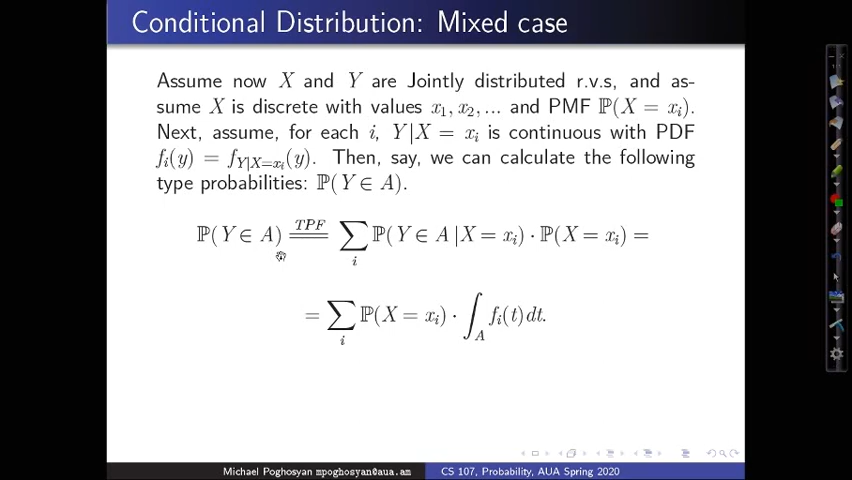 Conditional Distribution: Mixed case
Assume now X and Y are Jointly distributed r.v.s, and as-
sume X is discrete with values x₁, x₂, ... and PMF ℙ(X = xᵢ).
Next, assume, for each i, Y|X = xᵢ is continuous with PDF
fᵢ(y) = f_{Y|X=xᵢ}(y). Then, say, we can calculate the following
type probabilities: ℙ(Y ∈ A).
ℙ(Y ∈ A) \overset{TPF}{=} ∑_i ℙ(Y ∈ A | X = xᵢ) · ℙ(X = xᵢ) =
= ∑_i ℙ(X = xᵢ) · ∫_A fᵢ(t) dt.
Michael Poghosyan mpoghosyan@aua.am CS 107, Probability, AUA Spring 2020